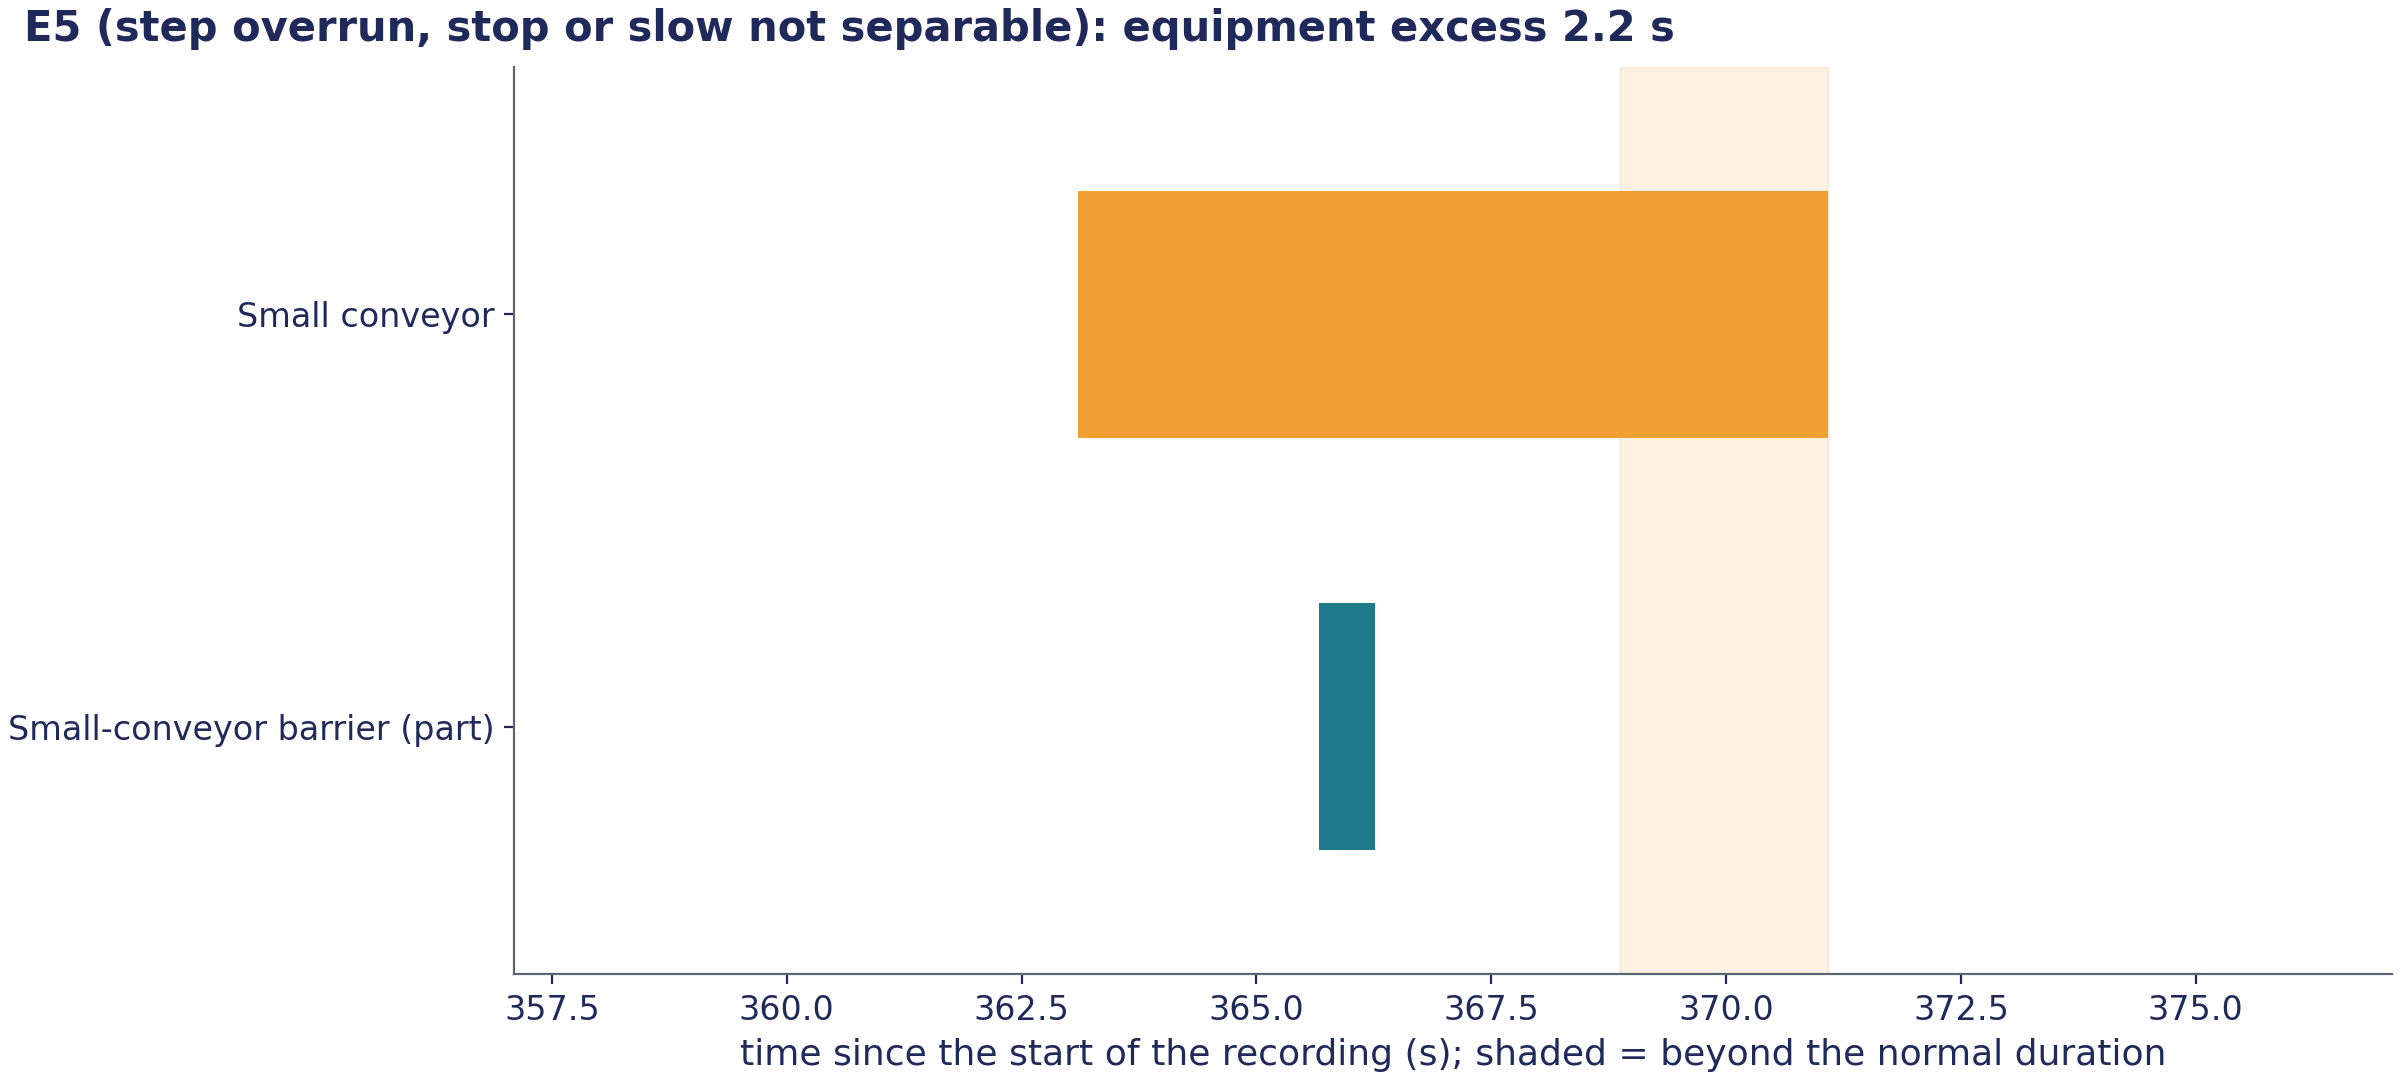 E5 (step overrun, stop or slow not separable): equipment excess 2.2 s
Small conveyor
Small-conveyor barrier (part)
357.5 360.0 362.5 365.0 367.5 370.0 372.5 375.0
time since the start of the recording (s); shaded = beyond the normal duration